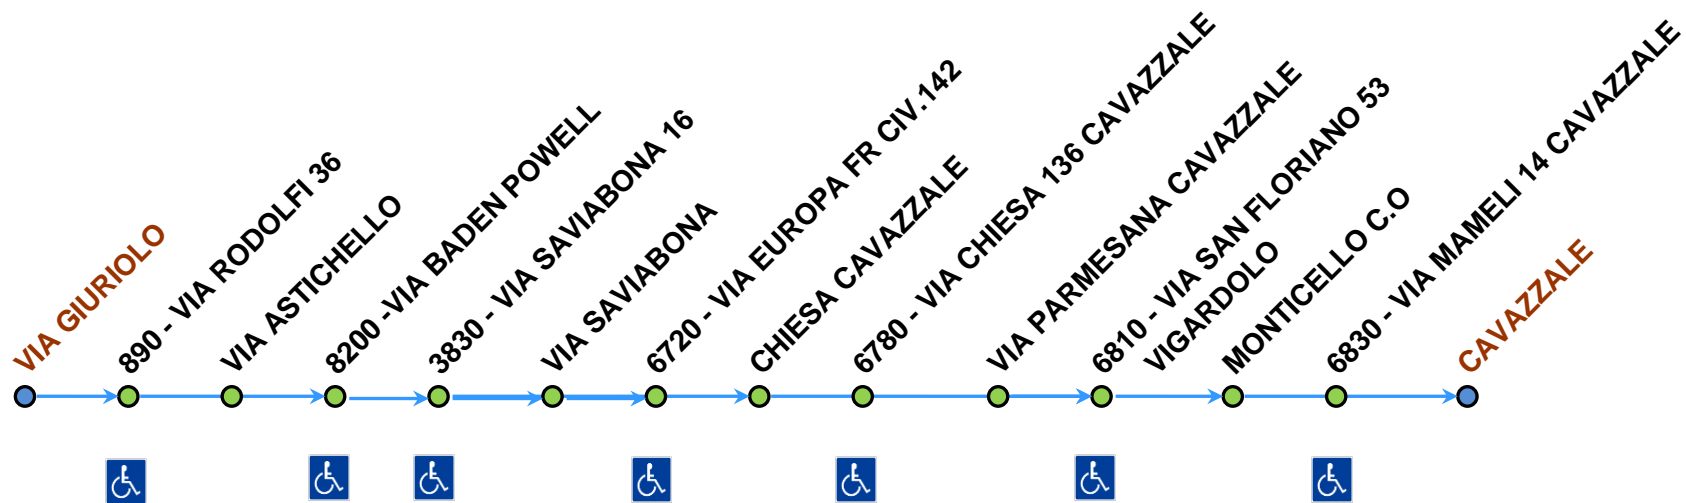 VIA GIURIOLO
890 - VIA RODOLFI 36
VIA ASTICHELLO
8200 -VIA BADEN POWELL
3830 - VIA SAVIABONA 16
VIA SAVIABONA
6720 - VIA EUROPA FR CIV.142
CHIESA CAVAZZALE
6780 - VIA CHIESA 136 CAVAZZALE
VIA PARMESANA CAVAZZALE
6810 - VIA SAN FLORIANO 53
VIGARDOLO
MONTICELLO C.O
6830 - VIA MAMELI 14 CAVAZZALE
CAVAZZALE